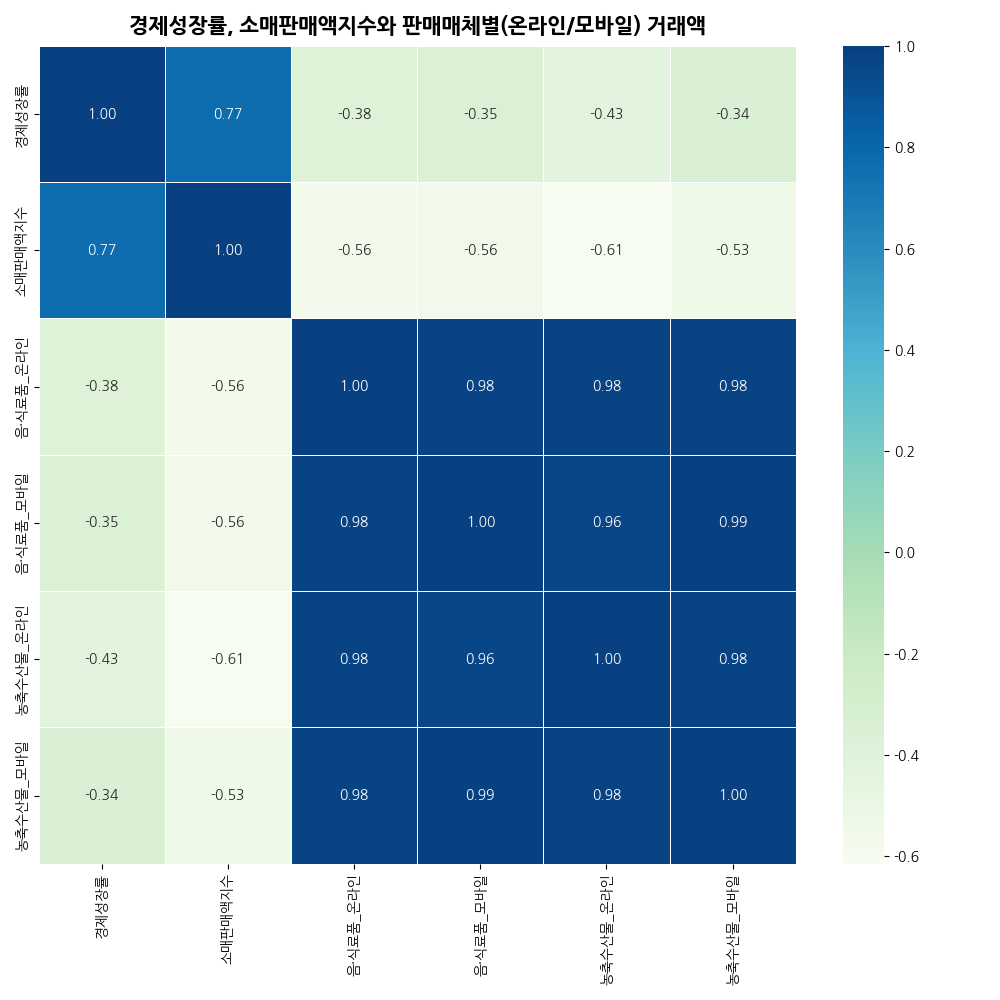 경제성장률, 소매판매액지수와 판매매체별(온라인/모바일) 거래액
경제성장률 1.00 0.77 -0.38 -0.35 -0.43 -0.34
소매판매액지수 0.77 1.00 -0.56 -0.56 -0.61 -0.53
음·식료품_온라인 -0.38 -0.56 1.00 0.98 0.98 0.98
음·식료품_모바일 -0.35 -0.56 0.98 1.00 0.96 0.99
농축수산물_온라인 -0.43 -0.61 0.98 0.96 1.00 0.98
농축수산물_모바일 -0.34 -0.53 0.98 0.99 0.98 1.00
경제성장률 소매판매액지수 음·식료품_온라인 음·식료품_모바일 농축수산물_온라인 농축수산물_모바일
1.0
0.8
0.6
0.4
0.2
0.0
-0.2
-0.4
-0.6